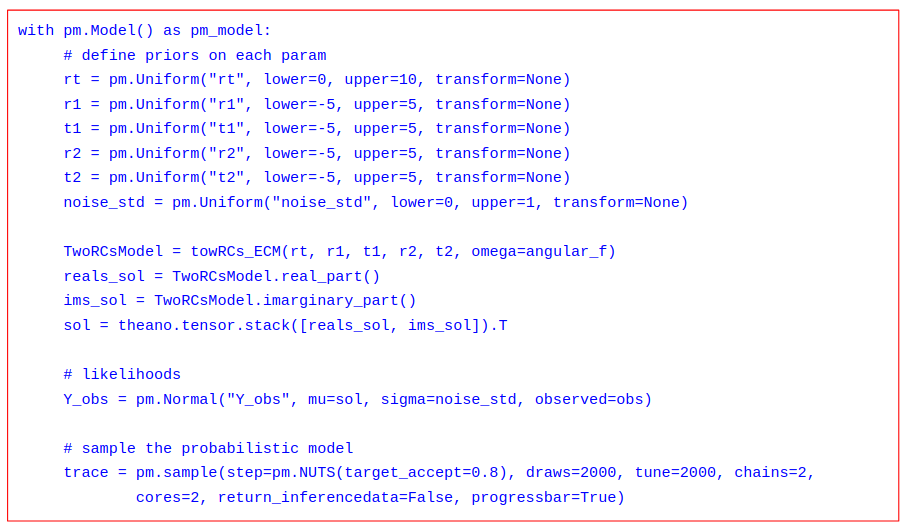 with pm.Model() as pm_model:
     # define priors on each param
     rt = pm.Uniform("rt", lower=0, upper=10, transform=None)
     r1 = pm.Uniform("r1", lower=-5, upper=5, transform=None)
     t1 = pm.Uniform("t1", lower=-5, upper=5, transform=None)
     r2 = pm.Uniform("r2", lower=-5, upper=5, transform=None)
     t2 = pm.Uniform("t2", lower=-5, upper=5, transform=None)
     noise_std = pm.Uniform("noise_std", lower=0, upper=1, transform=None)

     TwoRCsModel = towRCs_ECM(rt, r1, t1, r2, t2, omega=angular_f)
     reals_sol = TwoRCsModel.real_part()
     ims_sol = TwoRCsModel.imarginary_part()
     sol = theano.tensor.stack([reals_sol, ims_sol]).T

     # likelihoods
     Y_obs = pm.Normal("Y_obs", mu=sol, sigma=noise_std, observed=obs)

     # sample the probabilistic model
     trace = pm.sample(step=pm.NUTS(target_accept=0.8), draws=2000, tune=2000, chains=2,
             cores=2, return_inferencedata=False, progressbar=True)